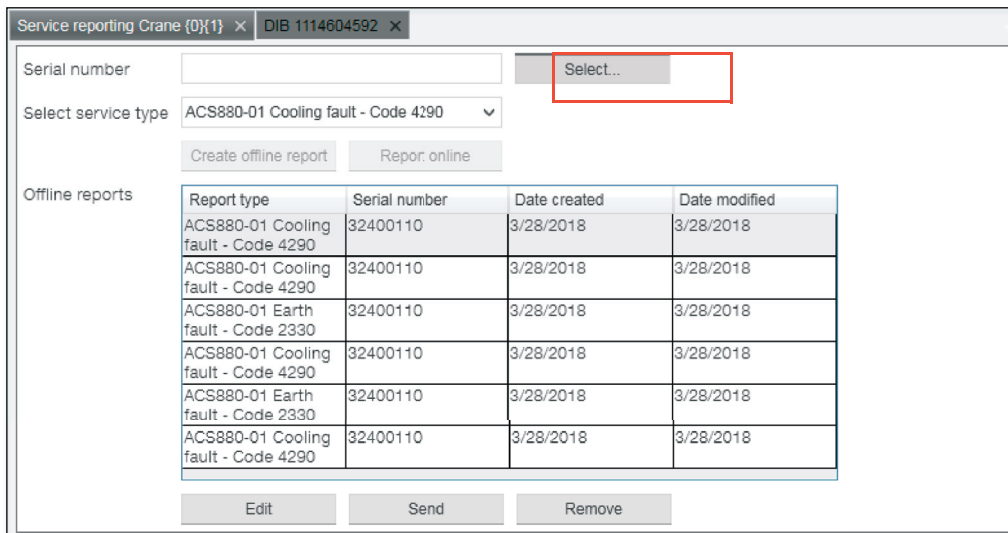 Service reporting Crane {0}{1} × DIB 1114604592 ×
Serial number Select...
Select service type ACS880-01 Cooling fault - Code 4290
Create offline report Report online
Offline reports
Report type Serial number Date created Date modified
ACS880-01 Cooling 32400110 3/28/2018 3/28/2018
fault - Code 4290
ACS880-01 Cooling 32400110 3/28/2018 3/28/2018
fault - Code 4290
ACS880-01 Earth 32400110 3/28/2018 3/28/2018
fault - Code 2330
ACS880-01 Cooling 32400110 3/28/2018 3/28/2018
fault - Code 4290
ACS880-01 Earth 32400110 3/28/2018 3/28/2018
fault - Code 2330
ACS880-01 Cooling 32400110 3/28/2018 3/28/2018
fault - Code 4290
Edit Send Remove